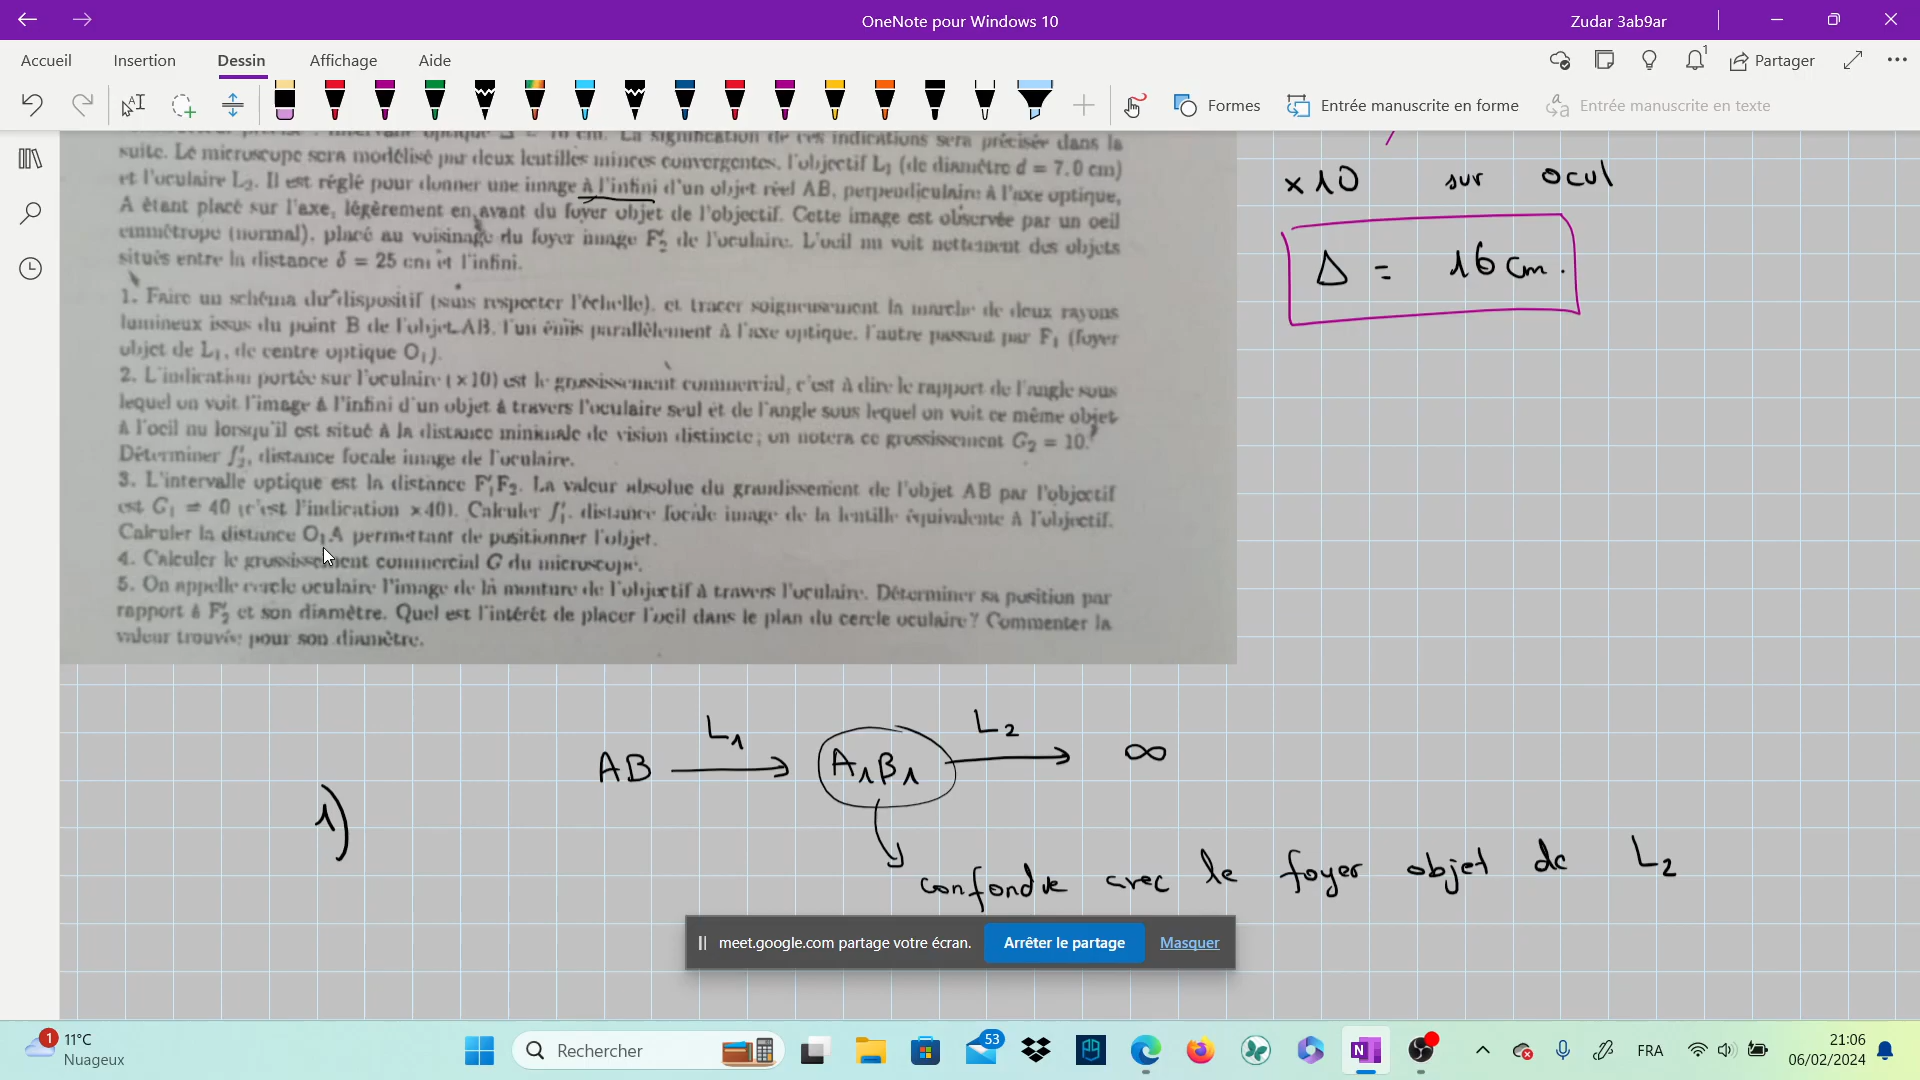 OneNote pour Windows 10
Zudar 3ab9ar
Accueil Insertion Dessin Affichage Aide
1 Partager
Formes Entrée manuscrite en forme Entrée manuscrite en texte
La signification de ces indications sera précisée dans la
suite. Le microscope sera modélisé par deux lentilles minces convergentes, l'objectif L₁ (de diamètre d = 7.0 cm)
et l'oculaire L₂. Il est réglé pour donner une image à l'infini d'un objet réel AB, perpendiculaire à l'axe optique,
A étant placé sur l'axe, légèrement en avant du foyer objet de l'objectif. Cette image est observée par un oeil
emmétrope (normal), placé au voisinage du foyer image F′₂ de l'oculaire. L'oeil nu voit nettement des objets
situés entre la distance δ = 25 cm et l'infini.
1. Faire un schéma du dispositif (sans respecter l'échelle), et tracer soigneusement la marche de deux rayons
lumineux issus du point B de l'objet AB, l'un émis parallèlement à l'axe optique, l'autre passant par F₁ (foyer
objet de L₁, de centre optique O₁).
2. L'indication portée sur l'oculaire (×10) est le grossissement commercial, c'est à dire le rapport de l'angle sous
lequel on voit l'image à l'infini d'un objet à travers l'oculaire seul et de l'angle sous lequel on voit ce même objet
à l'oeil nu lorsqu'il est situé à la distance minimale de vision distincte ; on notera ce grossissement G₂ = 10.
Déterminer f′₂, distance focale image de l'oculaire.
3. L'intervalle optique est la distance F′₁F₂. La valeur absolue du grandissement de l'objet AB par l'objectif
est G₁ = 40 (c'est l'indication ×40). Calculer f′₁, distance focale image de la lentille équivalente à l'objectif.
Calculer la distance O₁A permettant de positionner l'objet.
4. Calculer le grossissement commercial G du microscope.
5. On appelle cercle oculaire l'image de la monture de l'objectif à travers l'oculaire. Déterminer sa position par
rapport à F′₂ et son diamètre. Quel est l'intérêt de placer l'oeil dans le plan du cercle oculaire ? Commenter la
valeur trouvée pour son diamètre.
×10 sur ocul
Δ = 16 cm.
1)
AB L₁ A₁B₁ L₂ ∞
confondue avec le foyer objet de L₂
meet.google.com partage votre écran. Arrêter le partage Masquer
1 11°C
Nuageux
Rechercher
53
FRA
21:06
06/02/2024